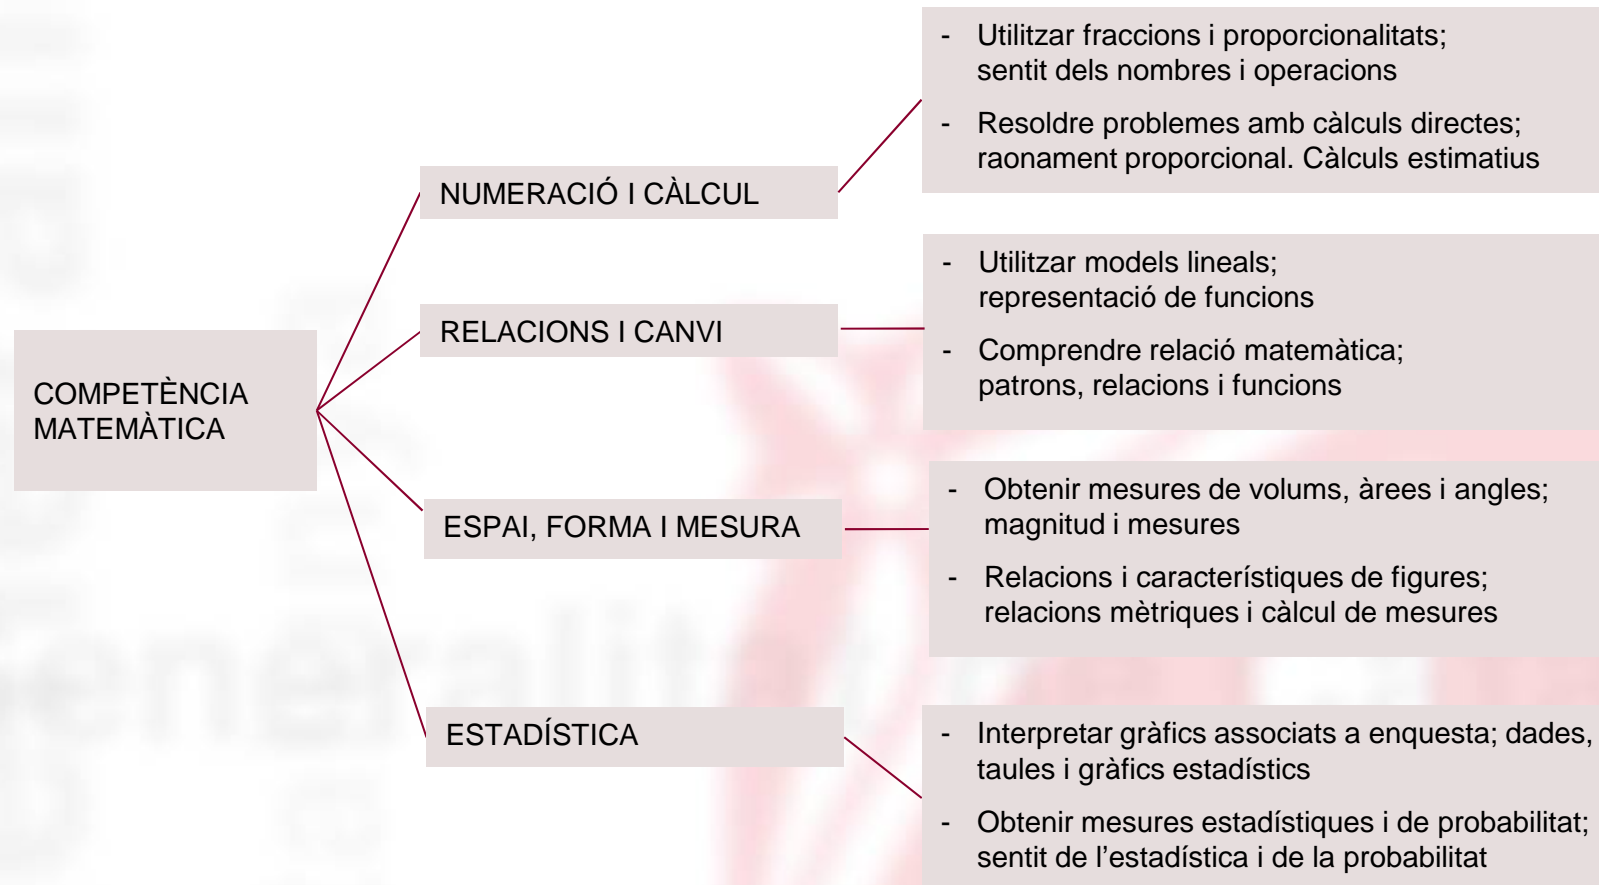 COMPETÈNCIA
MATEMÀTICA
NUMERACIÓ I CÀLCUL
- Utilitzar fraccions i proporcionalitats;
sentit dels nombres i operacions
- Resoldre problemes amb càlculs directes;
raonament proporcional. Càlculs estimatius
RELACIONS I CANVI
- Utilitzar models lineals;
representació de funcions
- Comprendre relació matemàtica;
patrons, relacions i funcions
ESPAI, FORMA I MESURA
- Obtenir mesures de volums, àrees i angles;
magnitud i mesures
- Relacions i característiques de figures;
relacions mètriques i càlcul de mesures
ESTADÍSTICA
- Interpretar gràfics associats a enquesta; dades,
taules i gràfics estadístics
- Obtenir mesures estadístiques i de probabilitat;
sentit de l’estadística i de la probabilitat